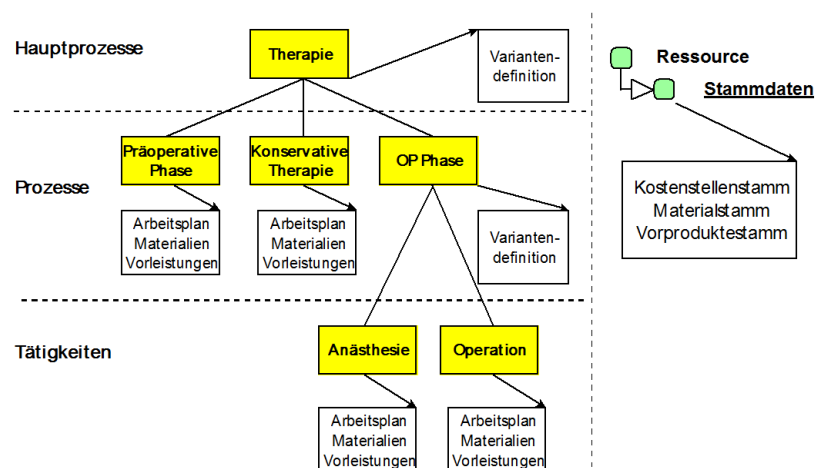 Hauptprozesse
Therapie
Varianten-
definition
Ressource
Stammdaten
Prozesse
Präoperative
Phase
Konservative
Therapie
OP Phase
Arbeitsplan
Materialien
Vorleistungen
Arbeitsplan
Materialien
Vorleistungen
Varianten-
definition
Kostenstellenstamm
Materialstamm
Vorproduktestamm
Tätigkeiten
Anästhesie
Operation
Arbeitsplan
Materialien
Vorleistungen
Arbeitsplan
Materialien
Vorleistungen